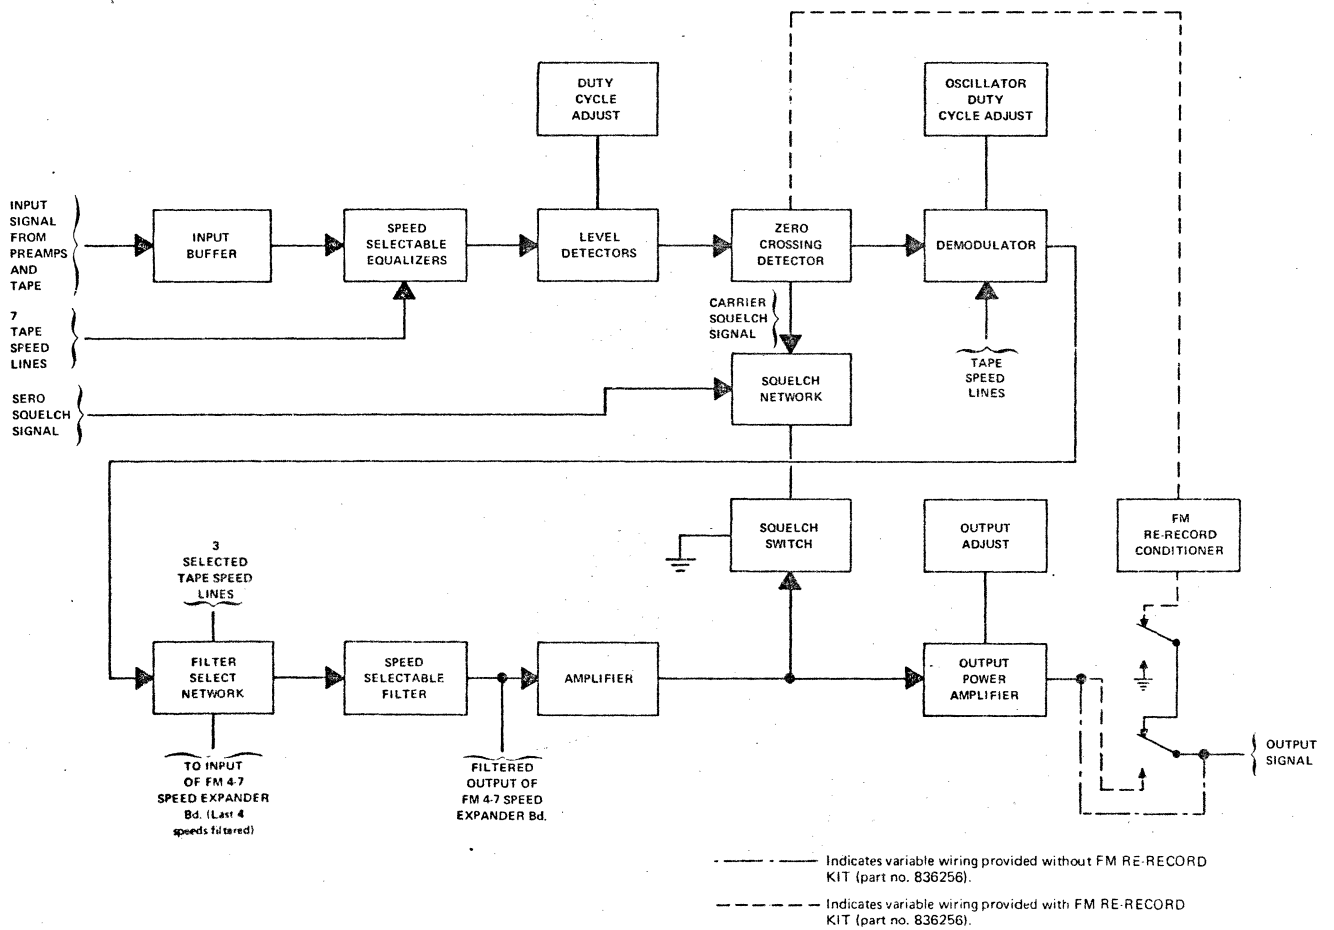 DUTY
CYCLE
ADJUST
OSCILLATOR
DUTY
CYCLE ADJUST
INPUT
SIGNAL
FROM
PREAMPS
AND
TAPE
INPUT
BUFFER
SPEED
SELECTABLE
EQUALIZERS
LEVEL
DETECTORS
ZERO
CROSSING
DETECTOR
DEMODULATOR
7
TAPE
SPEED
LINES
CARRIER
SQUELCH
SIGNAL
TAPE
SPEED
LINES
SQUELCH
NETWORK
SERO
SQUELCH
SIGNAL
SQUELCH
SWITCH
OUTPUT
ADJUST
FM
RE-RECORD
CONDITIONER
3
SELECTED
TAPE SPEED
LINES
FILTER
SELECT
NETWORK
SPEED
SELECTABLE
FILTER
AMPLIFIER
OUTPUT
POWER
AMPLIFIER
OUTPUT
SIGNAL
TO INPUT
OF FM 4-7
SPEED EXPANDER
Bd. (Last 4
speeds filtered)
FILTERED
OUTPUT OF
FM 4-7 SPEED
EXPANDER Bd.
Indicates variable wiring provided without FM RE-RECORD
KIT (part no. 836256).
Indicates variable wiring provided with FM RE-RECORD
KIT (part no. 836256).